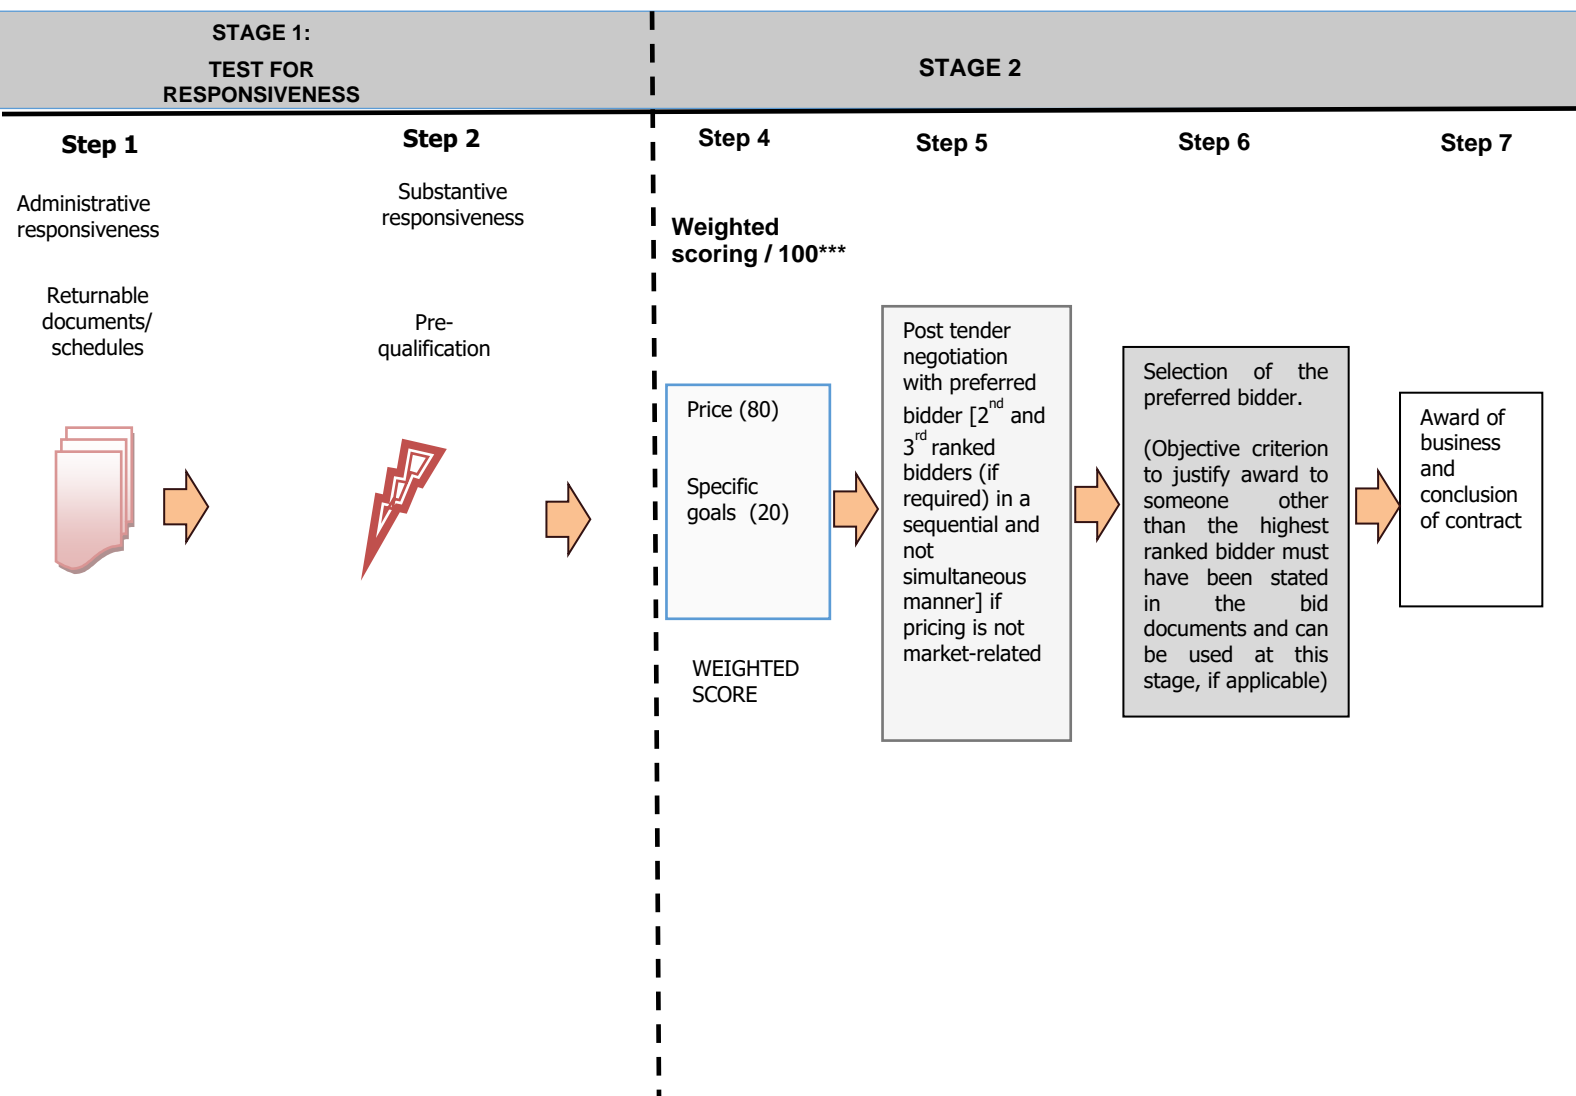 STAGE 1:
TEST FOR
RESPONSIVENESS
STAGE 2
Step 1
Step 2
Step 4
Step 5
Step 6
Step 7
Administrative
responsiveness
Returnable
documents/
schedules
Substantive
responsiveness
Pre-
qualification
Weighted
scoring / 100***
Price (80)
Specific
goals (20)
WEIGHTED
SCORE
Post tender
negotiation
with preferred
bidder [2nd and
3rd ranked
bidders (if
required) in a
sequential and
not
simultaneous
manner] if
pricing is not
market-related
Selection of the
preferred bidder.
(Objective criterion
to justify award to
someone other
than the highest
ranked bidder must
have been stated
in the bid
documents and can
be used at this
stage, if applicable)
Award of
business
and
conclusion
of contract